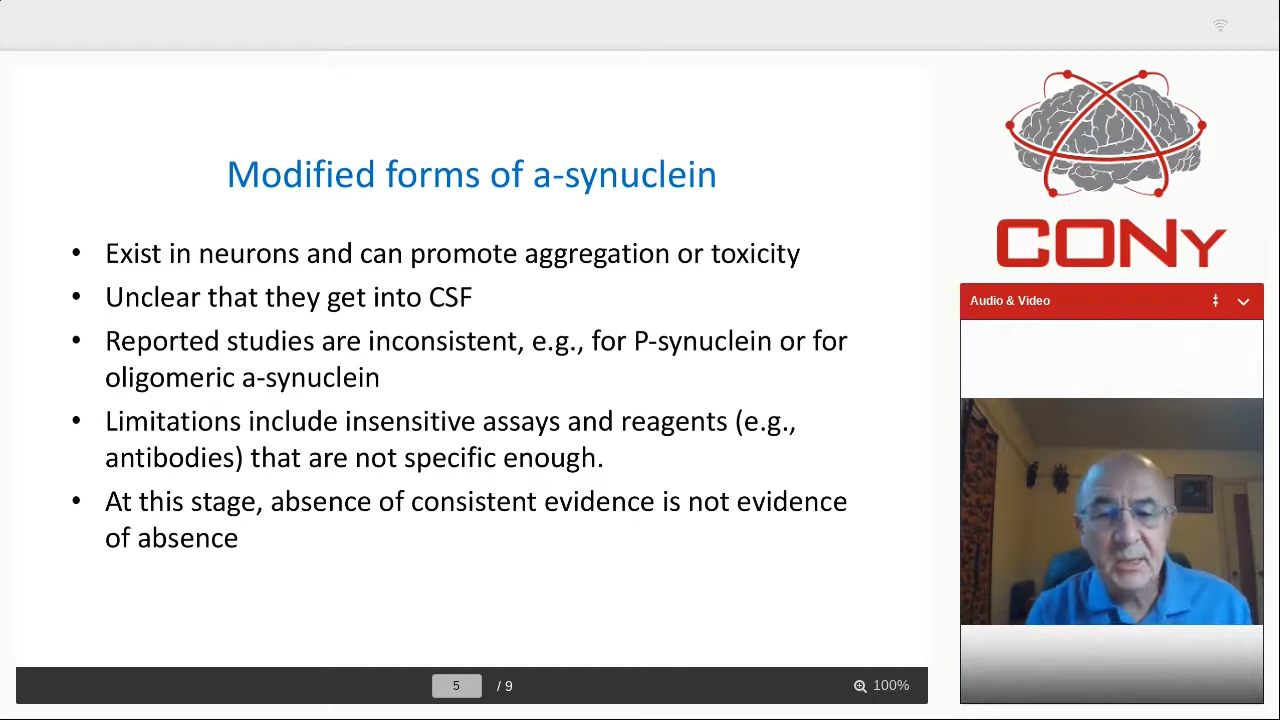 Modified forms of a-synuclein
• Exist in neurons and can promote aggregation or toxicity
• Unclear that they get into CSF
• Reported studies are inconsistent, e.g., for P-synuclein or for
oligomeric a-synuclein
• Limitations include insensitive assays and reagents (e.g.,
antibodies) that are not specific enough.
• At this stage, absence of consistent evidence is not evidence
of absence
5 / 9
100%
CONy
Audio & Video